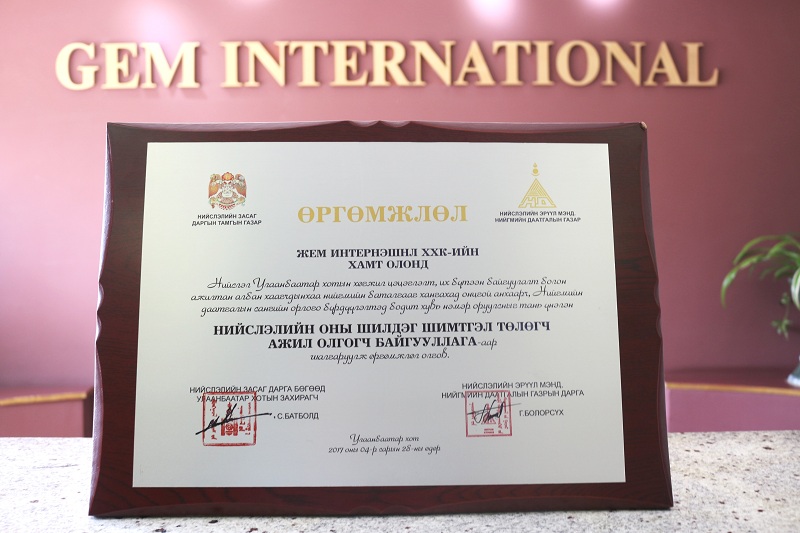 GEM INTERNATIONAL
НИЙСЛЭЛИЙН ЗАСАГ
ДАРГЫН ТАМГЫН ГАЗАР
ӨРГӨМЖЛӨЛ
НИЙСЛЭЛИЙН ЭРҮҮЛ МЭНД,
НИЙГМИЙН ДААТГАЛЫН ГАЗАР
ЖЕМ ИНТЕРНЭШНЛ ХХК-ИЙН
ХАМТ ОЛОНД
Нийслэл Улаанбаатар хотын хөгжил цэцэглэлт, их бүтээн байгуулалт болон
ажилтан албан хаагчдынхаа нийгмийн баталгааг хангахад онцгой анхаарч, Нийгмийн
даатгалын сангийн орлого бүрдүүлэлтэд бодит хувь нэмэр оруулсныг тань үнэлэн
НИЙСЛЭЛИЙН ОНЫ ШИЛДЭГ ШИМТГЭЛ ТӨЛӨГЧ
АЖИЛ ОЛГОГЧ БАЙГУУЛЛАГА-аар
шалгаруулж өргөмжлөл олгов.
НИЙСЛЭЛИЙН ЗАСАГ ДАРГА БӨГӨӨД
УЛААНБААТАР ХОТЫН ЗАХИРАГЧ
С.БАТБОЛД
НИЙСЛЭЛИЙН ЭРҮҮЛ МЭНД,
НИЙГМИЙН ДААТГАЛЫН ГАЗРЫН ДАРГА
Г.БОЛОРСҮХ
Улаанбаатар хот
2017 оны 04-р сарын 28-ны өдөр